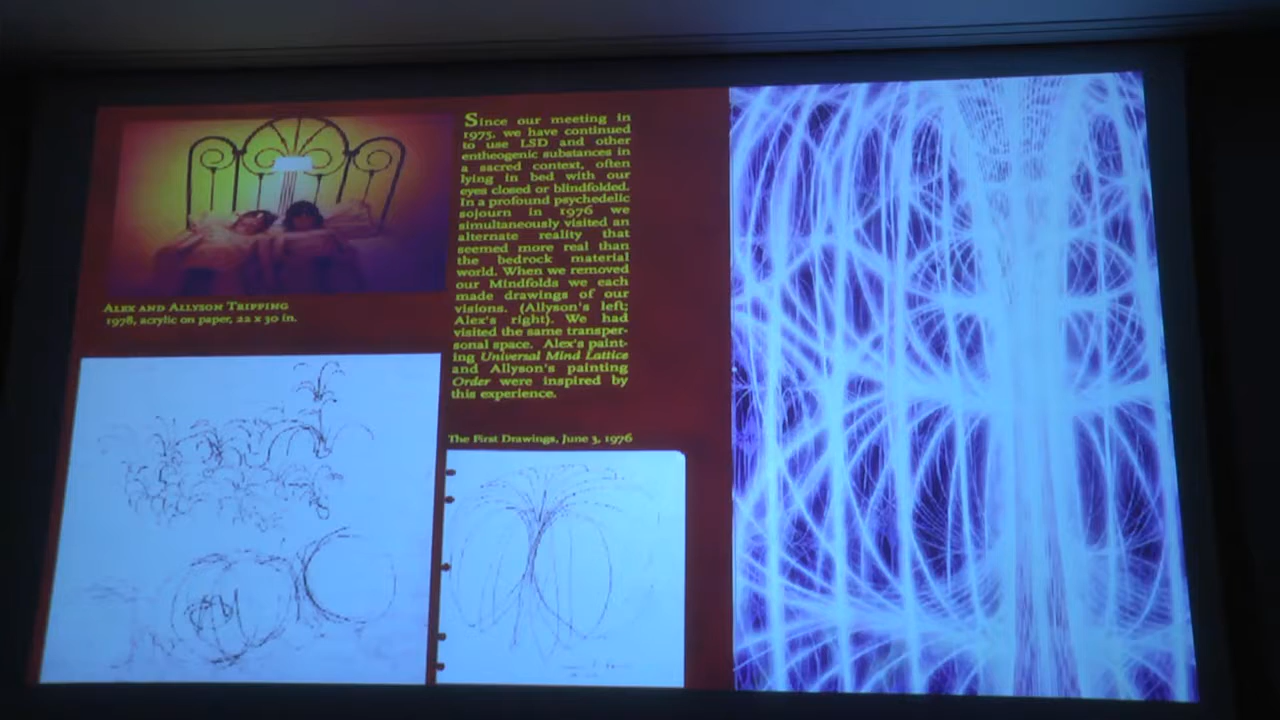 Since our meeting in
1975, we have continued
to use LSD and other
entheogenic substances in
a sacred context, often
lying in bed with our
eyes closed or blindfolded.
In a profound psychedelic
sojourn in 1976 we
simultaneously visited an
alternate reality that
seemed more real than
the bedrock material
world. When we removed
our Mindfolds we each
made drawings of our
visions. (Allyson's left;
Alex's right). We had
visited the same transper-
sonal space. Alex's paint-
ing Universal Mind Lattice
and Allyson's painting
Order were inspired by
this experience.
Alex and Allyson Tripping
1978, acrylic on paper, 22 x 30 in.
The First Drawings, June 3, 1976